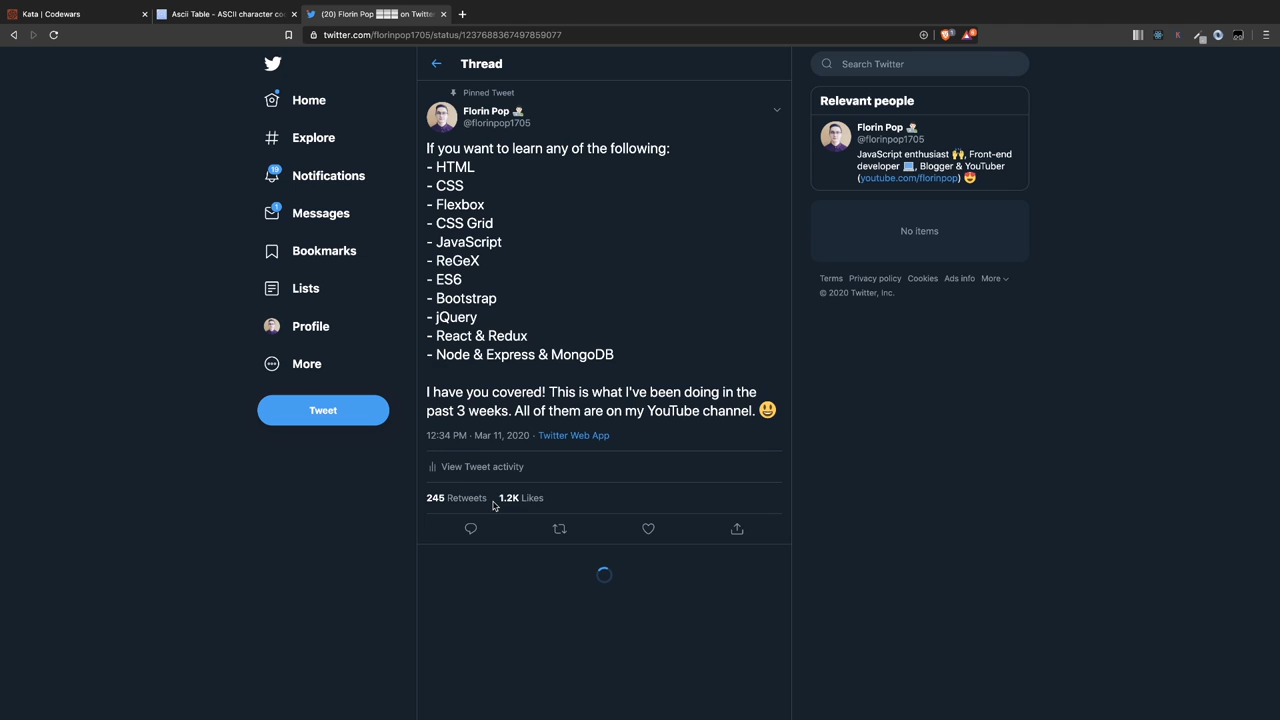 Kata | Codewars
Ascii Table - ASCII character co
(20) Florin Pop ▒▒▒ on Twitte
twitter.com/florinpop1705/status/1237688367497859077
Home
Explore
19
Notifications
1
Messages
Bookmarks
Lists
Profile
More
Tweet
Thread
Pinned Tweet
Florin Pop
@florinpop1705
If you want to learn any of the following:
- HTML
- CSS
- Flexbox
- CSS Grid
- JavaScript
- ReGeX
- ES6
- Bootstrap
- jQuery
- React & Redux
- Node & Express & MongoDB
I have you covered! This is what I've been doing in the
past 3 weeks. All of them are on my YouTube channel. 😃
12:34 PM · Mar 11, 2020 · Twitter Web App
View Tweet activity
245 Retweets 1.2K Likes
Search Twitter
Relevant people
Florin Pop
@florinpop1705
JavaScript enthusiast 🙌, Front-end
developer 💻, Blogger & YouTuber
(youtube.com/florinpop) 😍
No items
Terms Privacy policy Cookies Ads info More
© 2020 Twitter, Inc.